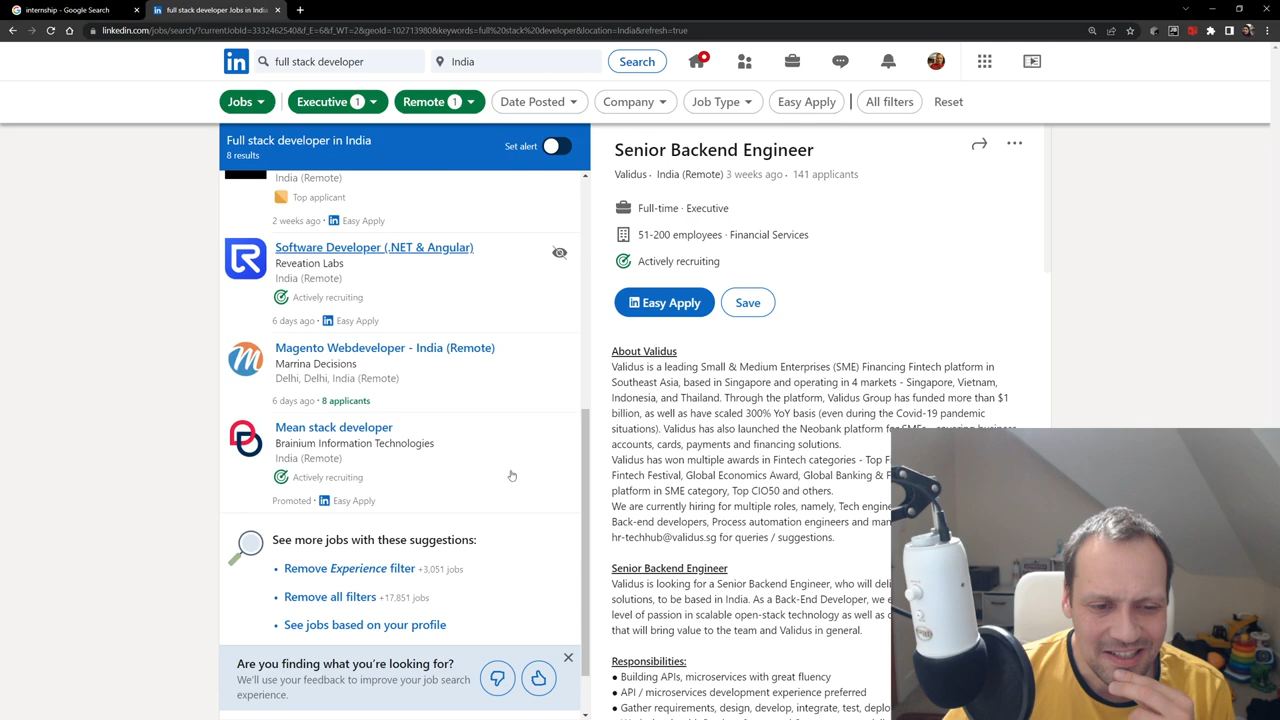 internship - Google Search
full stack developer Jobs in Indi
linkedin.com/jobs/search/?currentJobId=3332462540&f_E=6&f_WT=2&geoId=102713980&keywords=full%20stack%20developer&location=India&refresh=true
full stack developer
India
Search
Jobs
Executive 1
Remote 1
Date Posted
Company
Job Type
Easy Apply
All filters
Reset
Full stack developer in India
8 results
Set alert
India (Remote)
Top applicant
2 weeks ago • Easy Apply
Software Developer (.NET & Angular)
Reveation Labs
India (Remote)
Actively recruiting
6 days ago • Easy Apply
Magento Webdeveloper - India (Remote)
Marrina Decisions
Delhi, Delhi, India (Remote)
6 days ago • 8 applicants
Mean stack developer
Brainium Information Technologies
India (Remote)
Actively recruiting
Promoted • Easy Apply
See more jobs with these suggestions:
• Remove Experience filter +3,051 jobs
• Remove all filters +17,851 jobs
• See jobs based on your profile
Are you finding what you're looking for?
We'll use your feedback to improve your job search
experience.
Senior Backend Engineer
Validus · India (Remote) 3 weeks ago · 141 applicants
Full-time · Executive
51-200 employees · Financial Services
Actively recruiting
Easy Apply
Save
About Validus
Validus is a leading Small & Medium Enterprises (SME) Financing Fintech platform in
Southeast Asia, based in Singapore and operating in 4 markets - Singapore, Vietnam,
Indonesia, and Thailand. Through the platform, Validus Group has funded more than $1
billion, as well as have scaled 300% YoY basis (even during the Covid-19 pandemic
situations). Validus has also launched the Neobank platform for SMEs
accounts, cards, payments and financing solutions.
Validus has won multiple awards in Fintech categories - Top
Fintech Festival, Global Economics Award, Global Banking &
platform in SME category, Top CIO50 and others.
We are currently hiring for multiple roles, namely, Tech
Back-end developers, Process automation engineers and
hr-techhub@validus.sg for queries / suggestions.
Senior Backend Engineer
Validus is looking for a Senior Backend Engineer, who will
solutions, to be based in India. As a Back-End Developer, we
level of passion in scalable open-stack technology as well as
that will bring value to the team and Validus in general.
Responsibilities:
● Building APIs, microservices with great fluency
● API / microservices development experience preferred
● Gather requirements, design, develop, integrate, test,